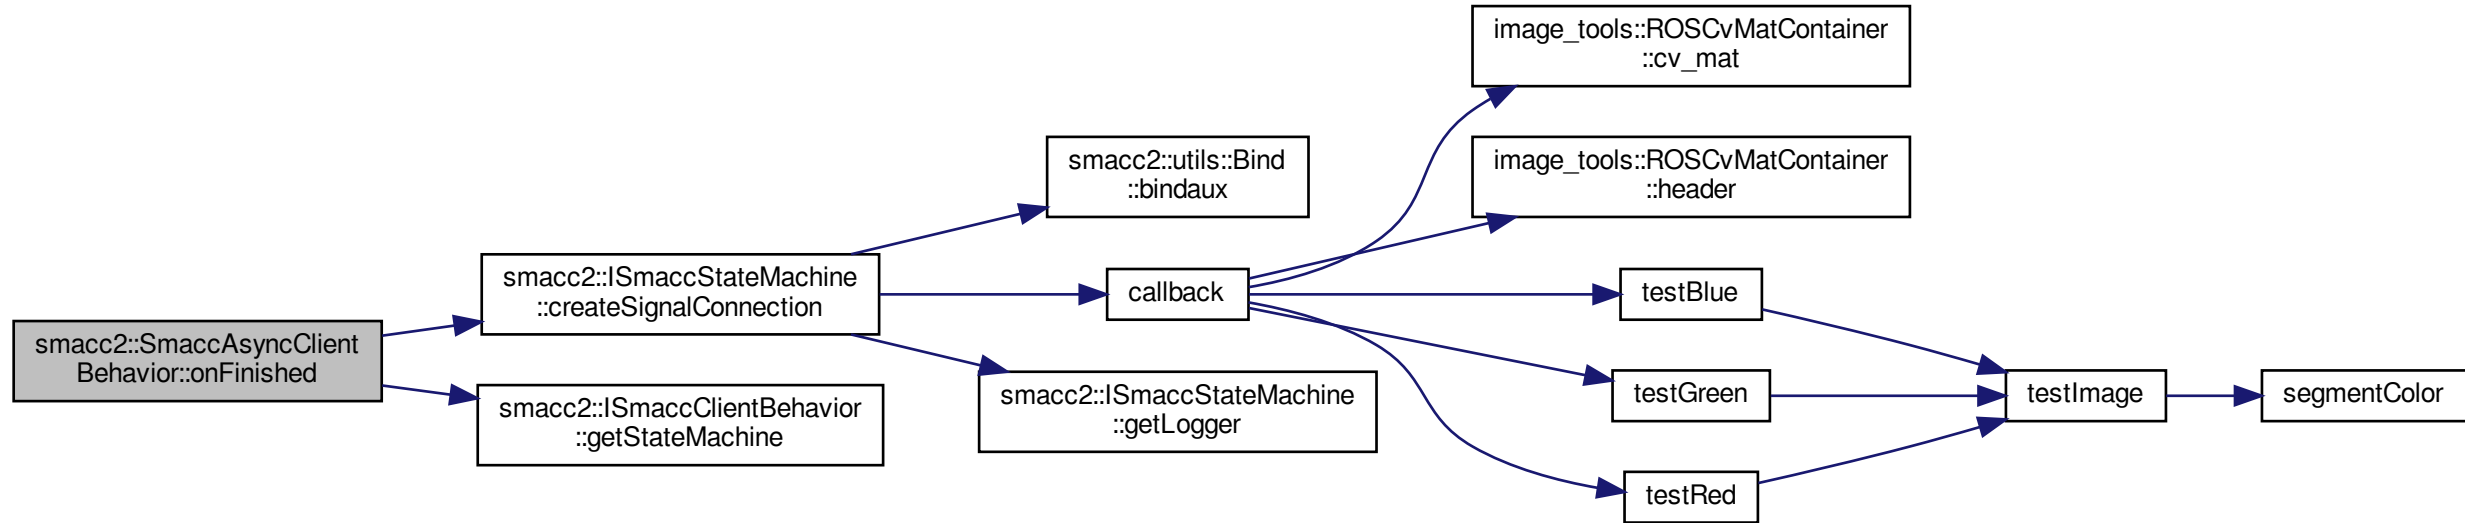 smacc2::SmaccAsyncClient
Behavior::onFinished
smacc2::ISmaccStateMachine
::createSignalConnection
smacc2::ISmaccClientBehavior
::getStateMachine
smacc2::utils::Bind
::bindaux
callback
smacc2::ISmaccStateMachine
::getLogger
image_tools::ROSCvMatContainer
::cv_mat
image_tools::ROSCvMatContainer
::header
testBlue
testGreen
testRed
testImage
segmentColor